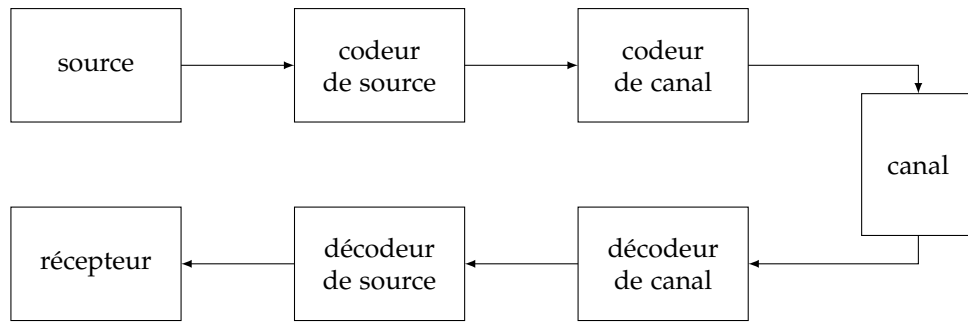 source
codeur
de source
codeur
de canal
canal
récepteur
décodeur
de source
décodeur
de canal